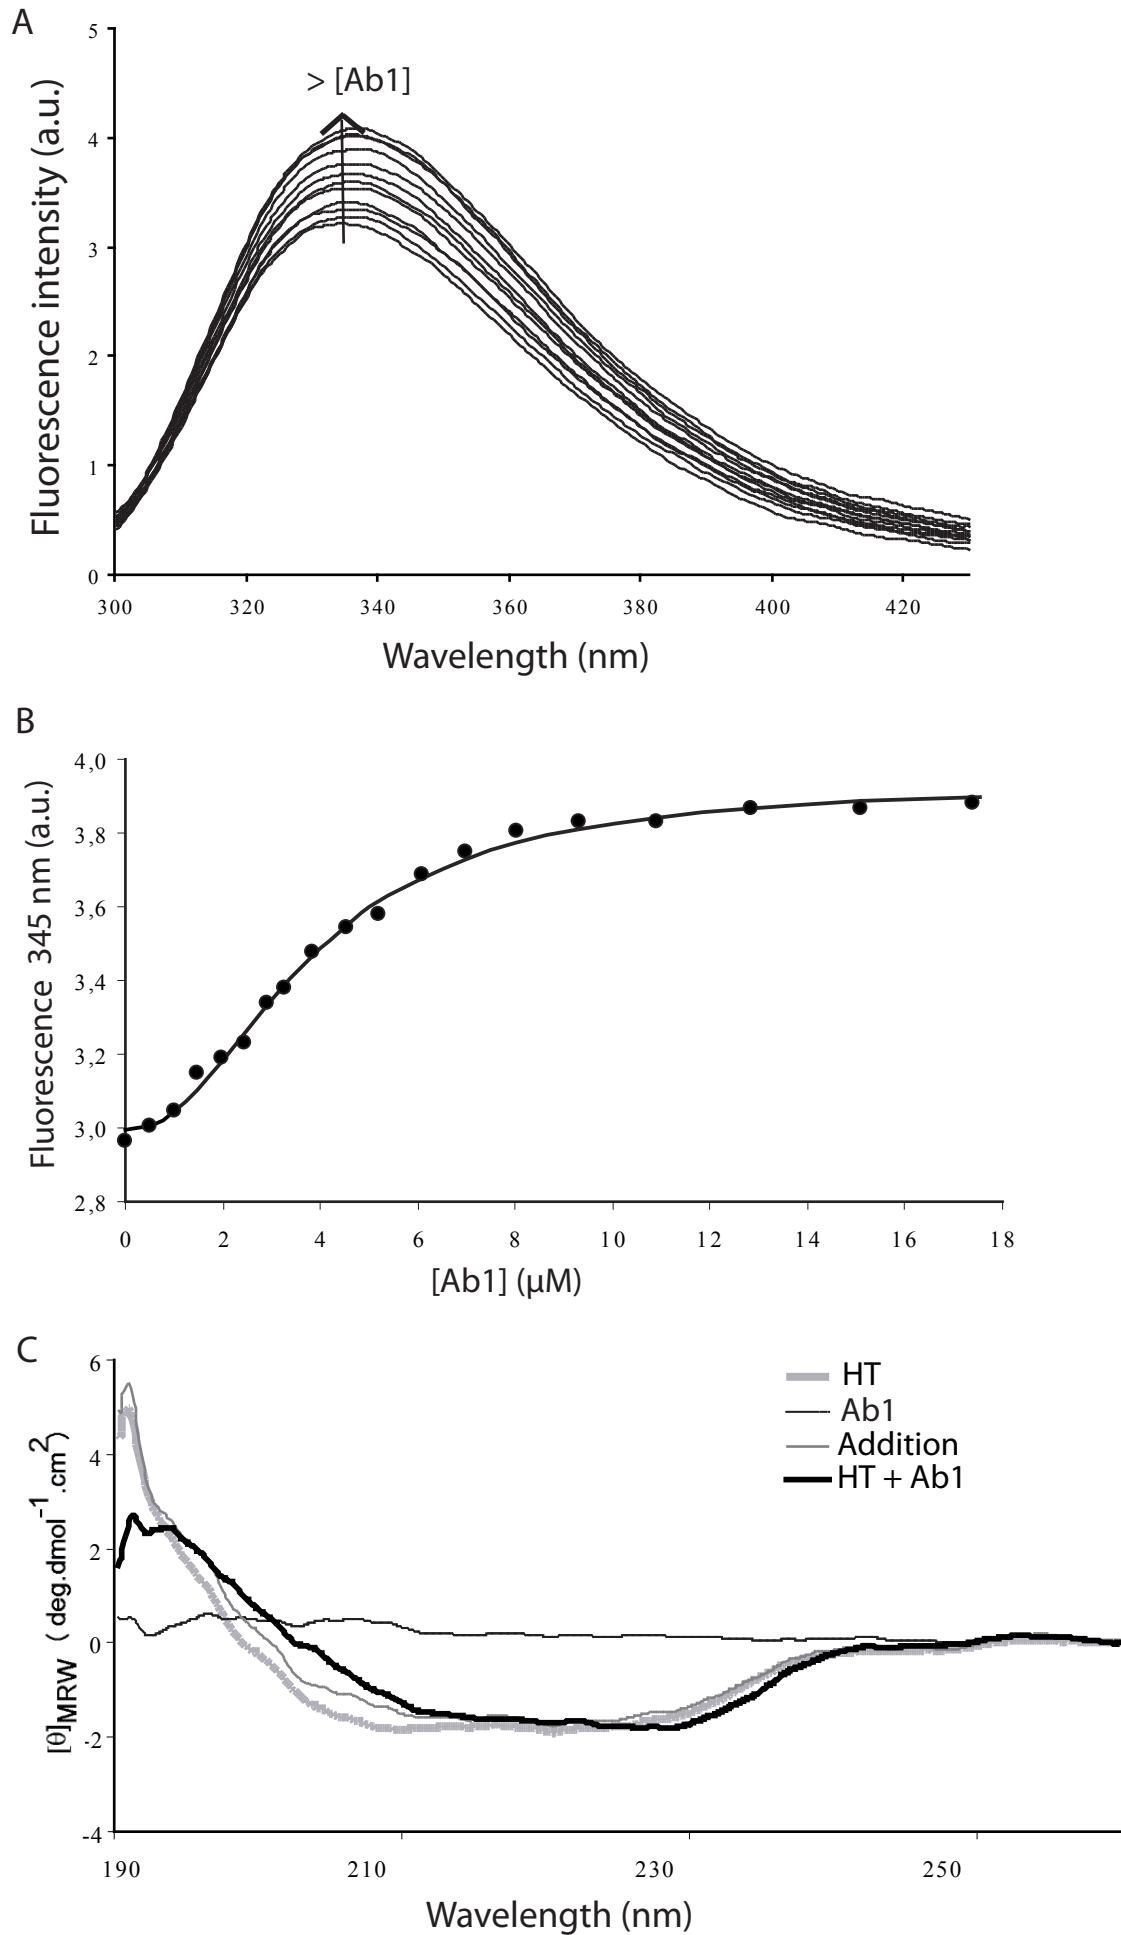 A
Fluorescence intensity (a.u.)
5
4
3
2
1
0
> [Ab1]
300 320 340 360 380 400 420
Wavelength (nm)
B
Fluorescence 345 nm (a.u.)
4,0
3,8
3,6
3,4
3,2
3,0
2,8
0 2 4 6 8 10 12 14 16 18
[Ab1] (µM)
C
[θ]MRW ( deg.dmol⁻¹.cm²)
6
4
2
0
-2
-4
HT
Ab1
Addition
HT + Ab1
190 210 230 250
Wavelength (nm)